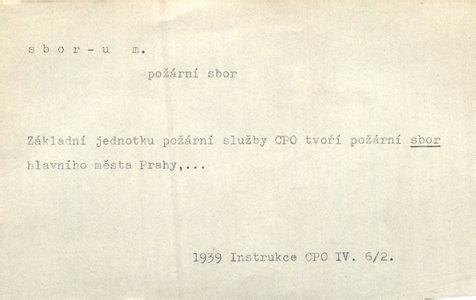 sbor-u m.
požární sbor
Základní jednotku požární služby CPO tvoří požární sbor
hlavního města Prahy,...
1939 Instrukce CPO IV. 6/2.